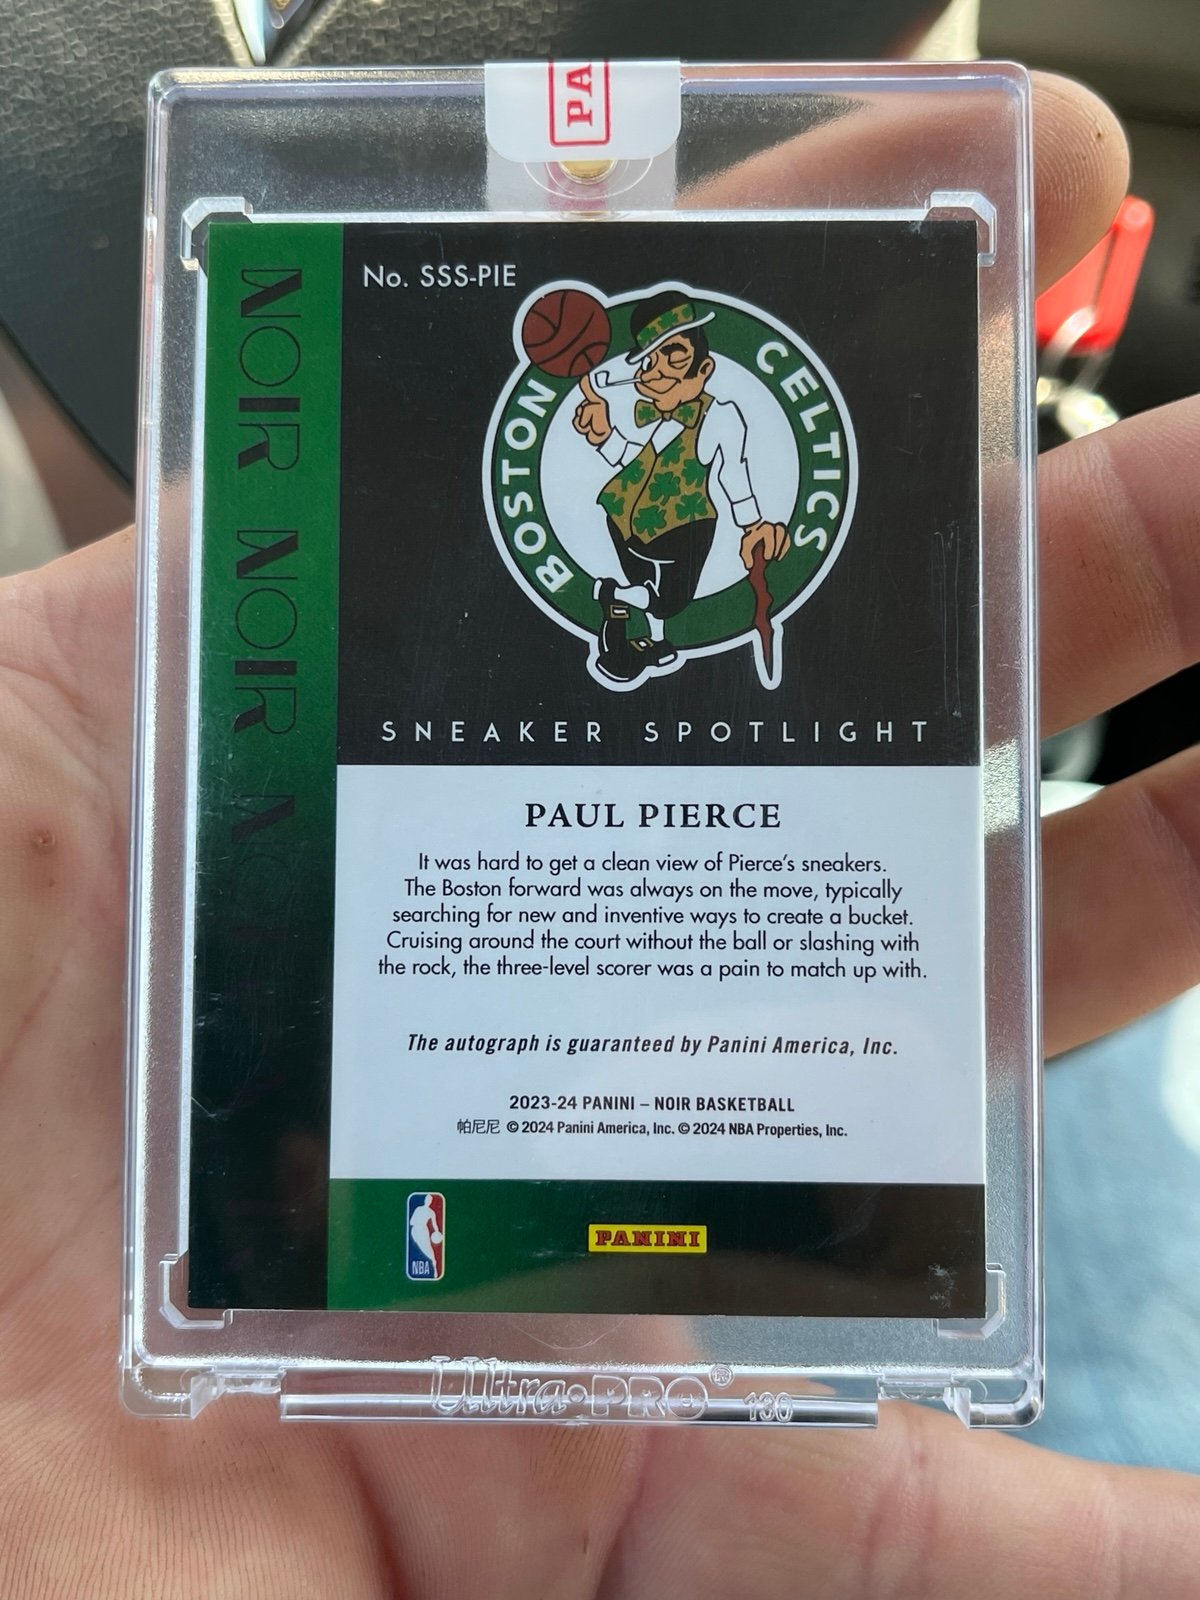 PA
No. SSS-PIE
BOSTON CELTICS
NOIR NOIR NOIR
SNEAKER SPOTLIGHT
PAUL PIERCE
It was hard to get a clean view of Pierce's sneakers.
The Boston forward was always on the move, typically
searching for new and inventive ways to create a bucket.
Cruising around the court without the ball or slashing with
the rock, the three-level scorer was a pain to match up with.
The autograph is guaranteed by Panini America, Inc.
2023-24 PANINI – NOIR BASKETBALL
帕尼尼 © 2024 Panini America, Inc. © 2024 NBA Properties, Inc.
NBA
PANINI
Ultra•PRO® 130